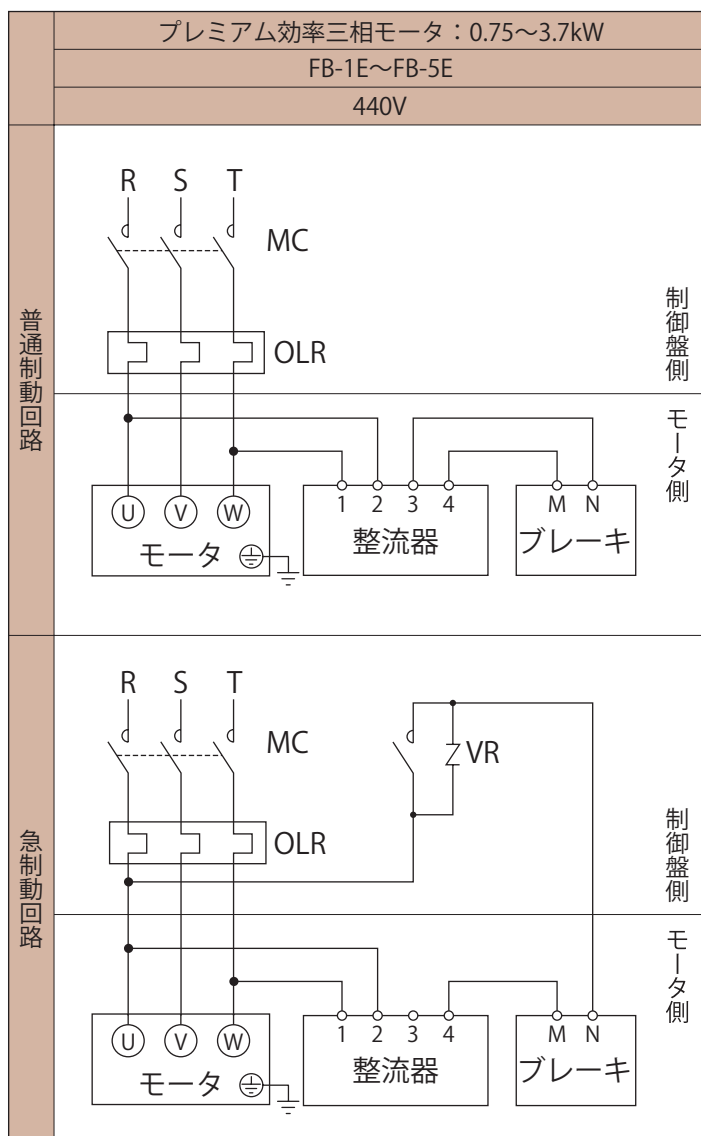 プレミアム効率三相モータ：0.75〜3.7kW
FB-1E〜FB-5E
440V
普通制動回路
R S T
MC
OLR
制御盤側
モータ側
U V W
モータ
1 2 3 4
整流器
M N
ブレーキ
急制動回路
R S T
MC
VR
OLR
制御盤側
モータ側
U V W
モータ
1 2 3 4
整流器
M N
ブレーキ